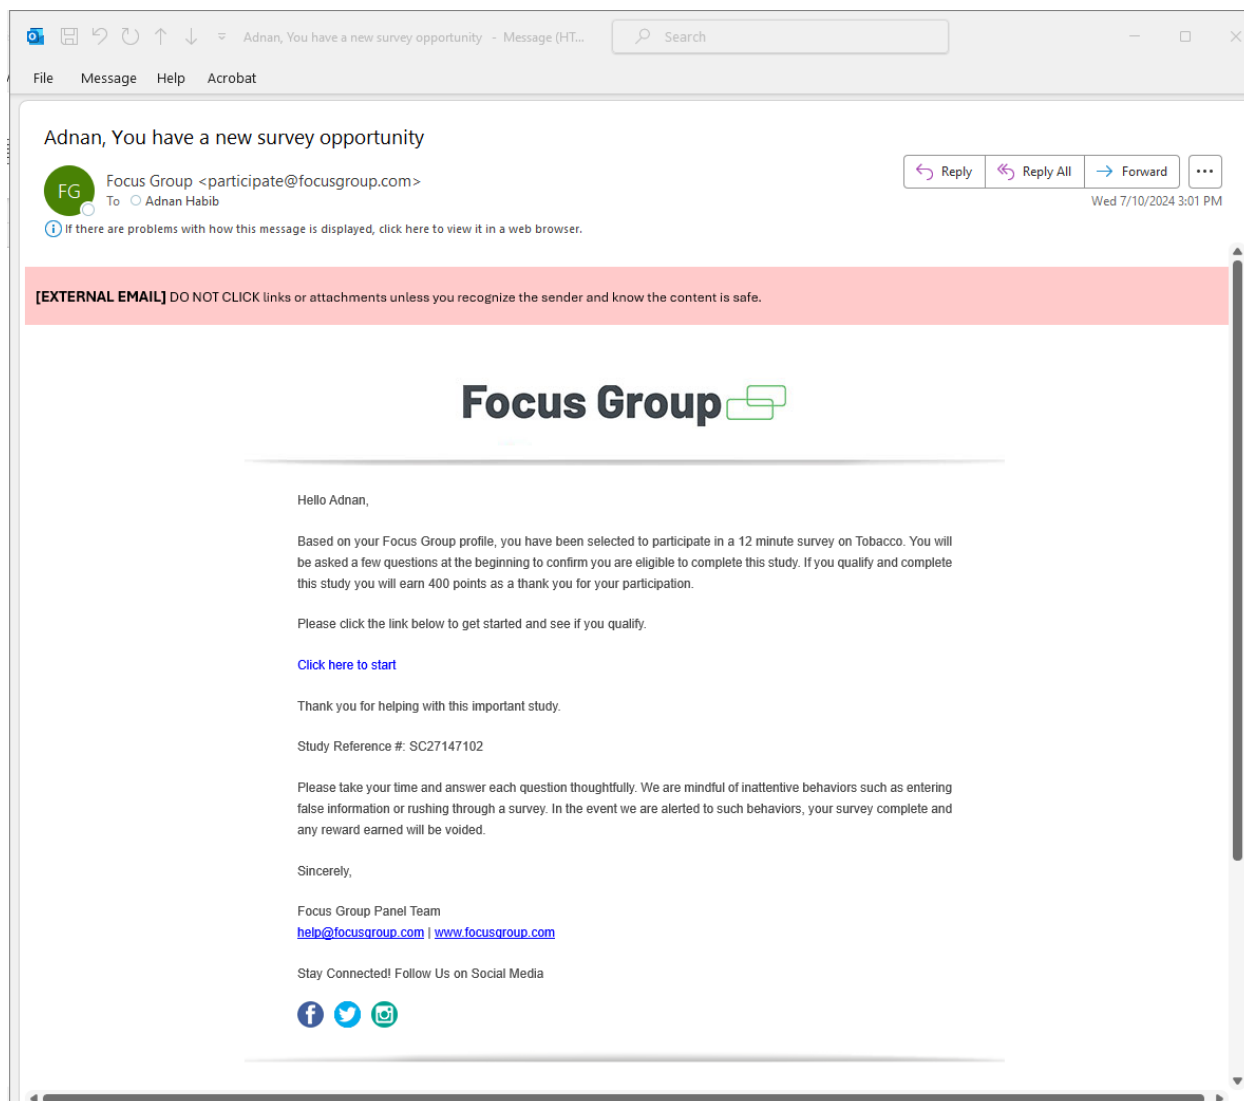 Adnan, You have a new survey opportunity - Message (HT...
Search
File Message Help Acrobat
Adnan, You have a new survey opportunity
FG
Focus Group <participate@focusgroup.com>
To Adnan Habib
Reply Reply All Forward
Wed 7/10/2024 3:01 PM
If there are problems with how this message is displayed, click here to view it in a web browser.
[EXTERNAL EMAIL] DO NOT CLICK links or attachments unless you recognize the sender and know the content is safe.
Focus Group
Hello Adnan,
Based on your Focus Group profile, you have been selected to participate in a 12 minute survey on Tobacco. You will
be asked a few questions at the beginning to confirm you are eligible to complete this study. If you qualify and complete
this study you will earn 400 points as a thank you for your participation.
Please click the link below to get started and see if you qualify.
Click here to start
Thank you for helping with this important study.
Study Reference #: SC27147102
Please take your time and answer each question thoughtfully. We are mindful of inattentive behaviors such as entering
false information or rushing through a survey. In the event we are alerted to such behaviors, your survey complete and
any reward earned will be voided.
Sincerely,
Focus Group Panel Team
help@focusgroup.com | www.focusgroup.com
Stay Connected! Follow Us on Social Media